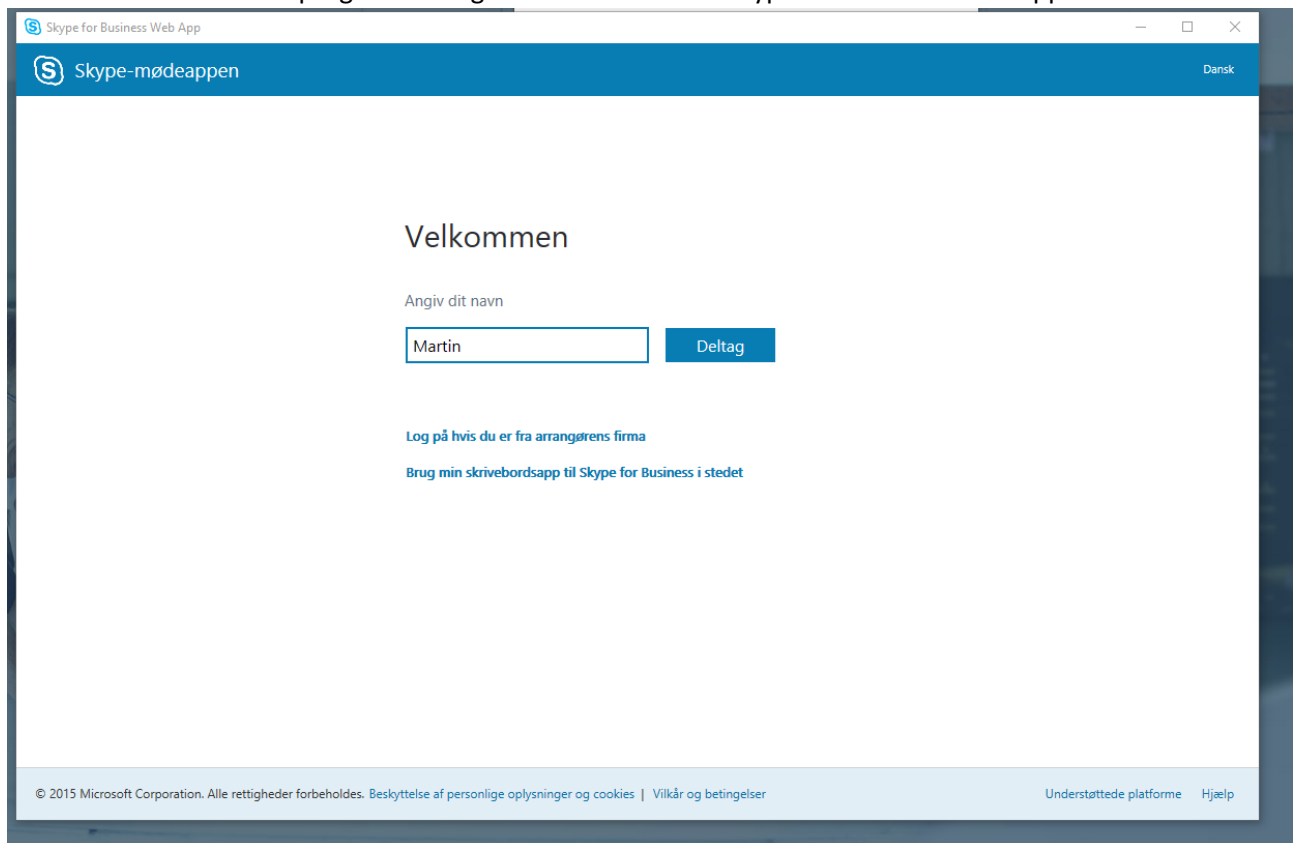 Skype for Business Web App
Skype-mødeappen
Dansk
Velkommen
Angiv dit navn
Martin
Deltag
Log på hvis du er fra arrangørens firma
Brug min skrivebordsapp til Skype for Business i stedet
© 2015 Microsoft Corporation. Alle rettigheder forbeholdes. Beskyttelse af personlige oplysninger og cookies | Vilkår og betingelser
Understøttede platforme Hjælp